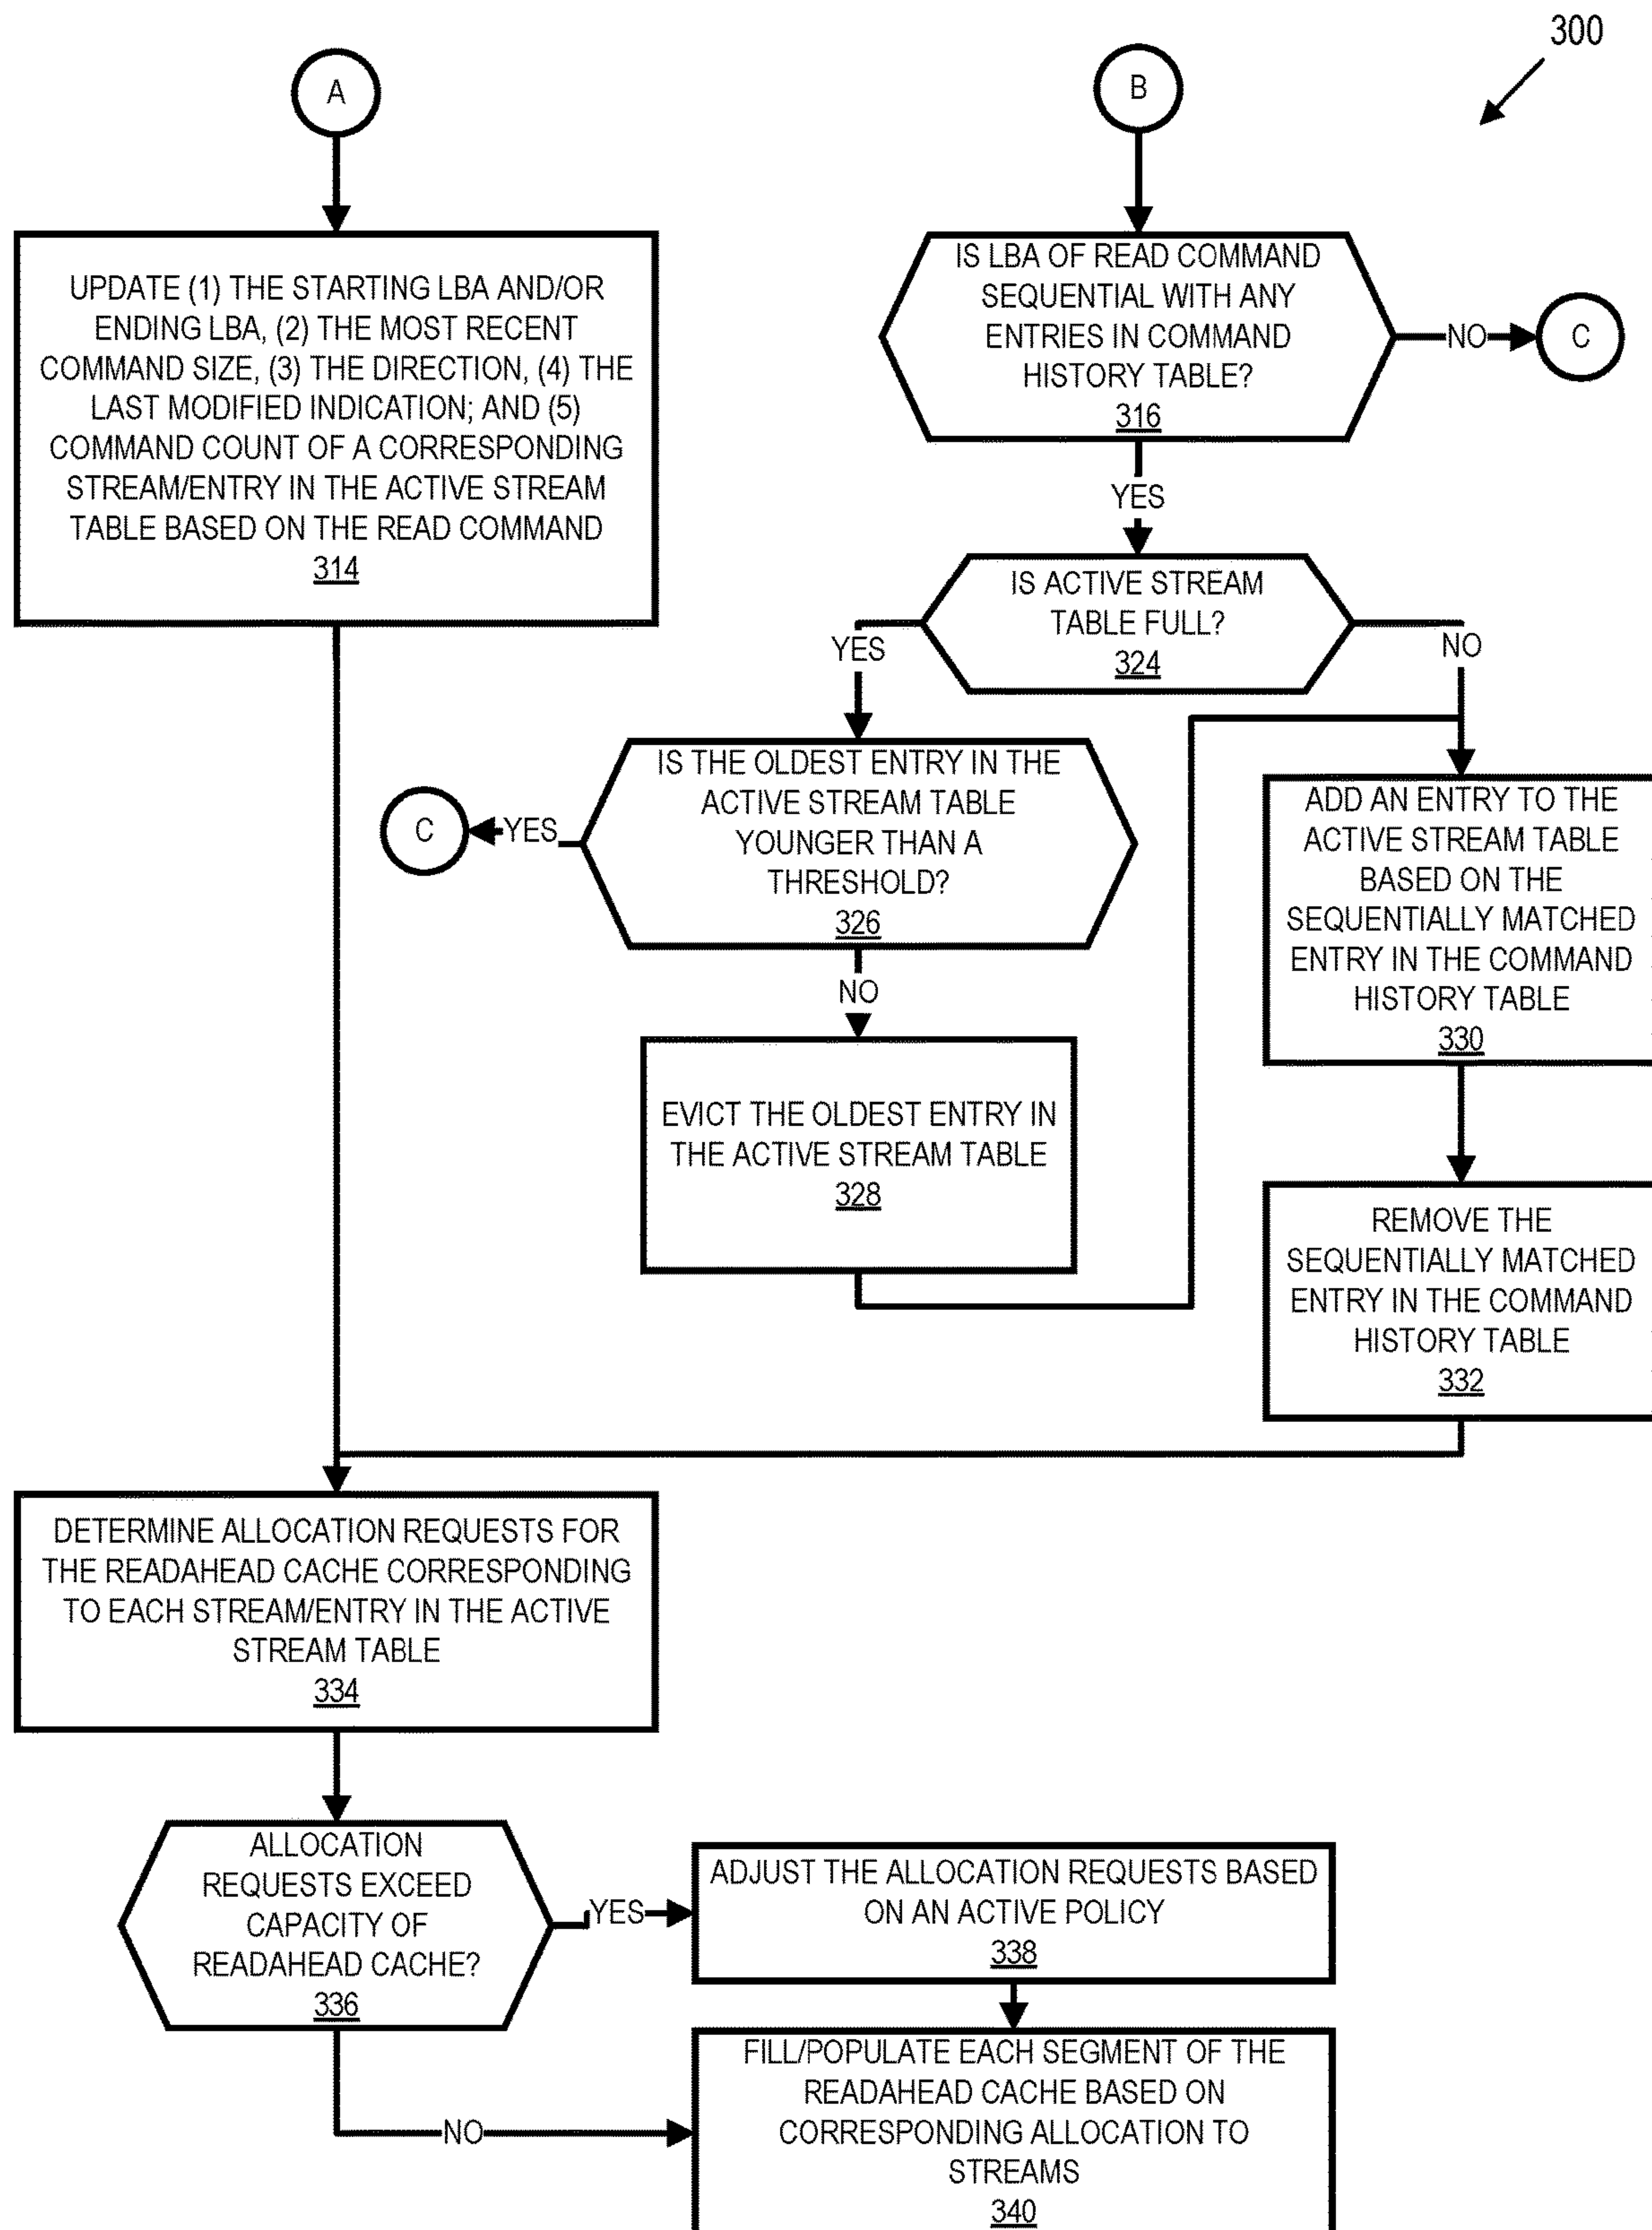 300
A
B
UPDATE (1) THE STARTING LBA AND/OR
ENDING LBA, (2) THE MOST RECENT
COMMAND SIZE, (3) THE DIRECTION, (4) THE
LAST MODIFIED INDICATION; AND (5)
COMMAND COUNT OF A CORRESPONDING
STREAM/ENTRY IN THE ACTIVE STREAM
TABLE BASED ON THE READ COMMAND
314
IS LBA OF READ COMMAND
SEQUENTIAL WITH ANY
ENTRIES IN COMMAND
HISTORY TABLE?
316
NO
C
YES
IS ACTIVE STREAM
TABLE FULL?
324
YES
NO
IS THE OLDEST ENTRY IN THE
ACTIVE STREAM TABLE
YOUNGER THAN A
THRESHOLD?
326
YES
C
NO
EVICT THE OLDEST ENTRY IN
THE ACTIVE STREAM TABLE
328
ADD AN ENTRY TO THE
ACTIVE STREAM TABLE
BASED ON THE
SEQUENTIALLY MATCHED
ENTRY IN THE COMMAND
HISTORY TABLE
330
REMOVE THE
SEQUENTIALLY MATCHED
ENTRY IN THE COMMAND
HISTORY TABLE
332
DETERMINE ALLOCATION REQUESTS FOR
THE READAHEAD CACHE CORRESPONDING
TO EACH STREAM/ENTRY IN THE ACTIVE
STREAM TABLE
334
ALLOCATION
REQUESTS EXCEED
CAPACITY OF
READAHEAD CACHE?
336
YES
ADJUST THE ALLOCATION REQUESTS BASED
ON AN ACTIVE POLICY
338
NO
FILL/POPULATE EACH SEGMENT OF THE
READAHEAD CACHE BASED ON
CORRESPONDING ALLOCATION TO
STREAMS
340